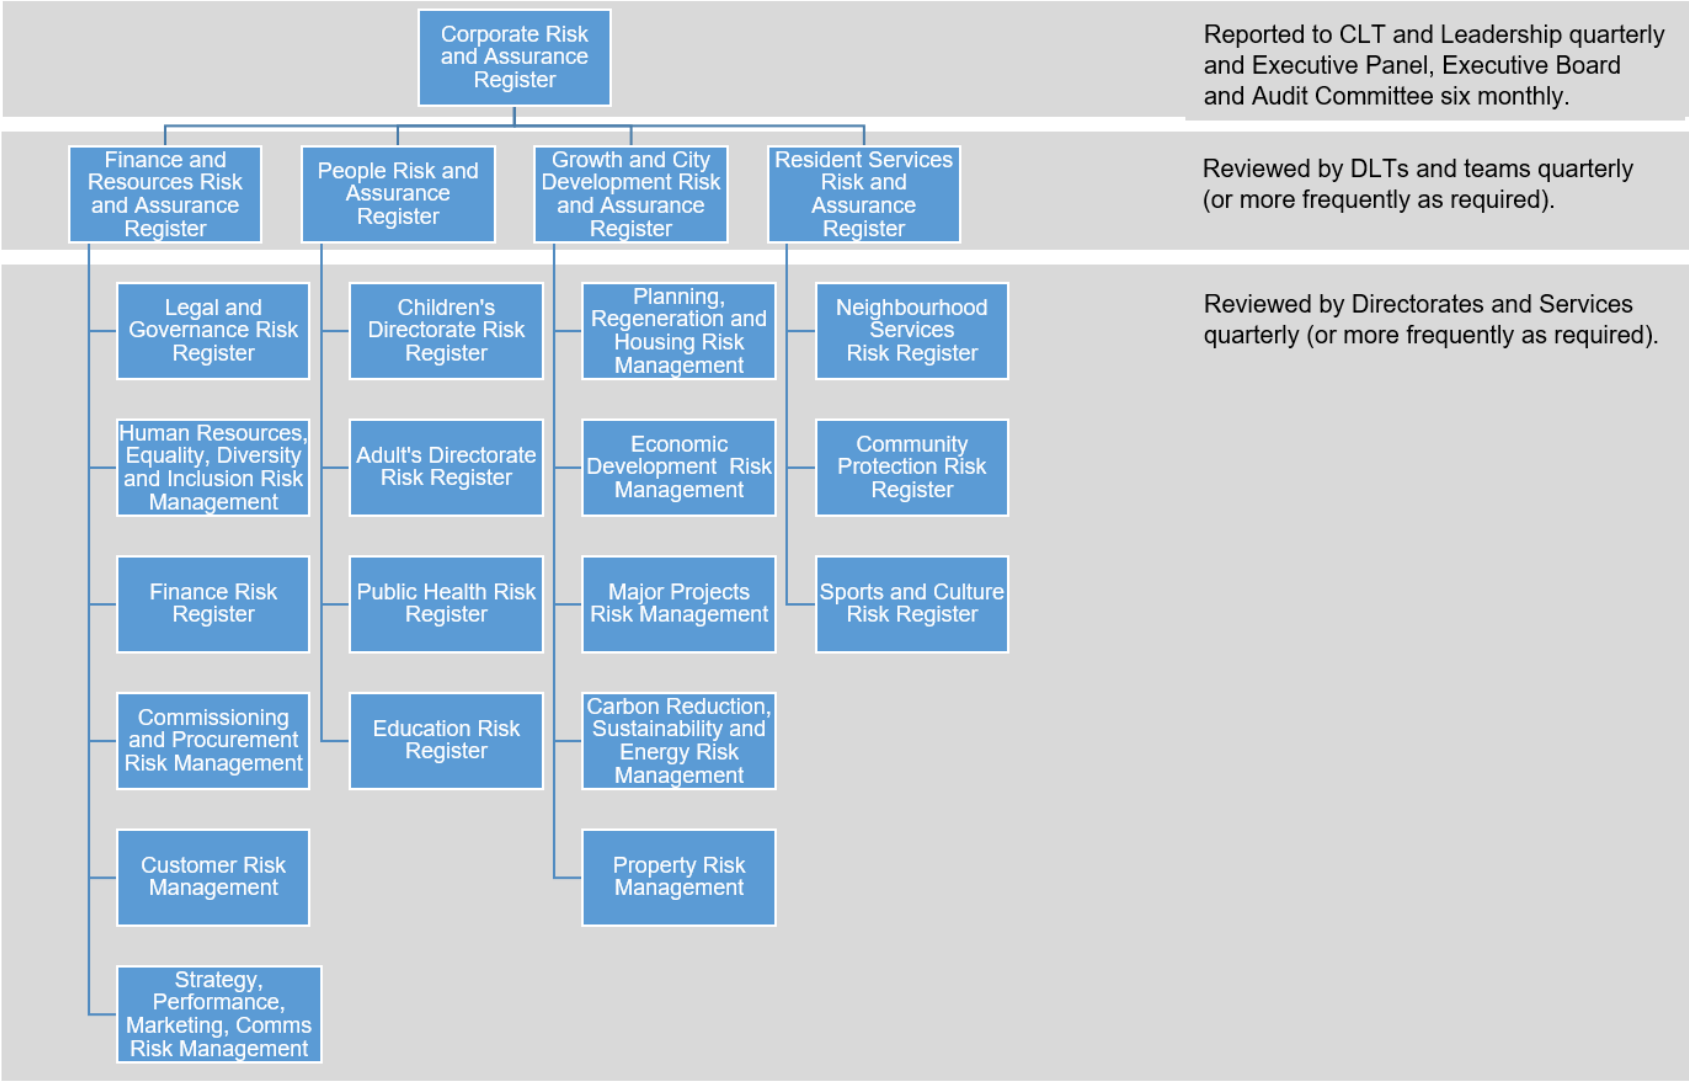 Corporate Risk
and Assurance
Register
Reported to CLT and Leadership quarterly
and Executive Panel, Executive Board
and Audit Committee six monthly.
Finance and
Resources Risk
and Assurance
Register
People Risk and
Assurance
Register
Growth and City
Development Risk
and Assurance
Register
Resident Services
Risk and
Assurance
Register
Reviewed by DLTs and teams quarterly
(or more frequently as required).
Legal and
Governance Risk
Register
Children's
Directorate Risk
Register
Planning,
Regeneration and
Housing Risk
Management
Neighbourhood
Services
Risk Register
Reviewed by Directorates and Services
quarterly (or more frequently as required).
Human Resources,
Equality, Diversity
and Inclusion Risk
Management
Adult's Directorate
Risk Register
Economic
Development Risk
Management
Community
Protection Risk
Register
Finance Risk
Register
Public Health Risk
Register
Major Projects
Risk Management
Sports and Culture
Risk Register
Commissioning
and Procurement
Risk Management
Education Risk
Register
Carbon Reduction,
Sustainability and
Energy Risk
Management
Customer Risk
Management
Property Risk
Management
Strategy,
Performance,
Marketing, Comms
Risk Management